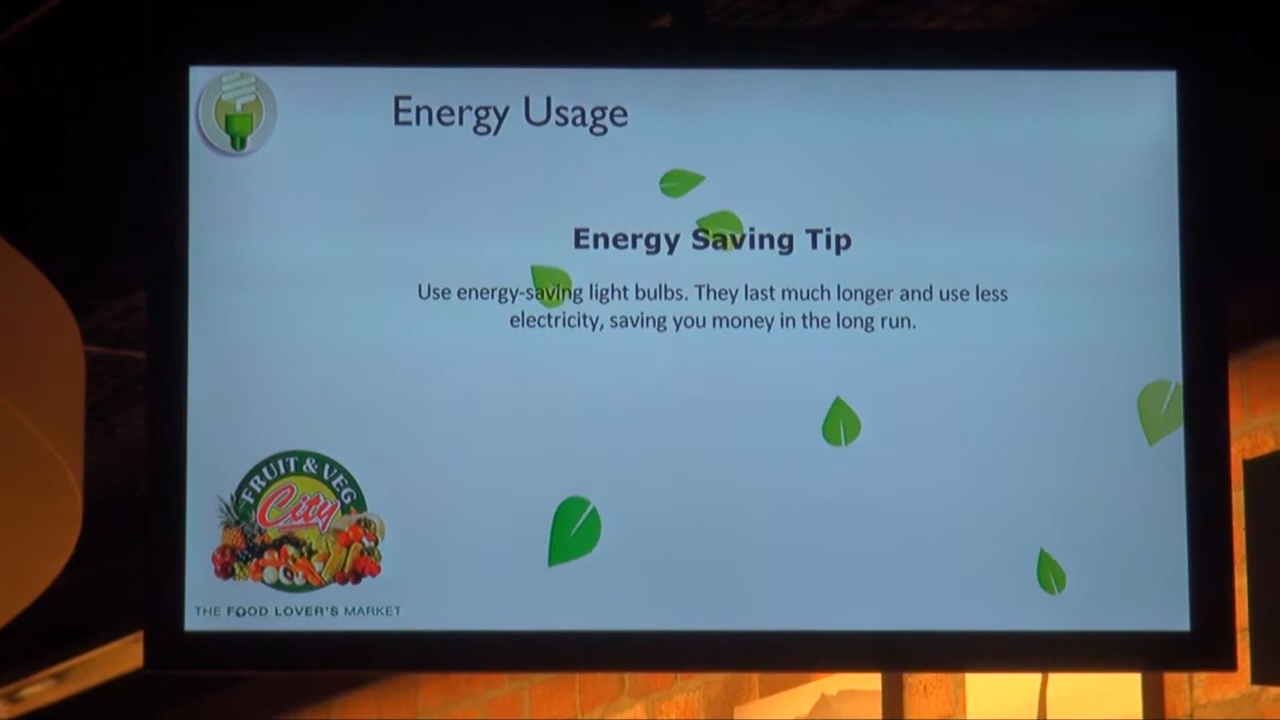 Energy Usage
Energy Saving Tip
Use energy-saving light bulbs. They last much longer and use less
electricity, saving you money in the long run.
FRUIT & VEG
City
THE FOOD LOVER'S MARKET